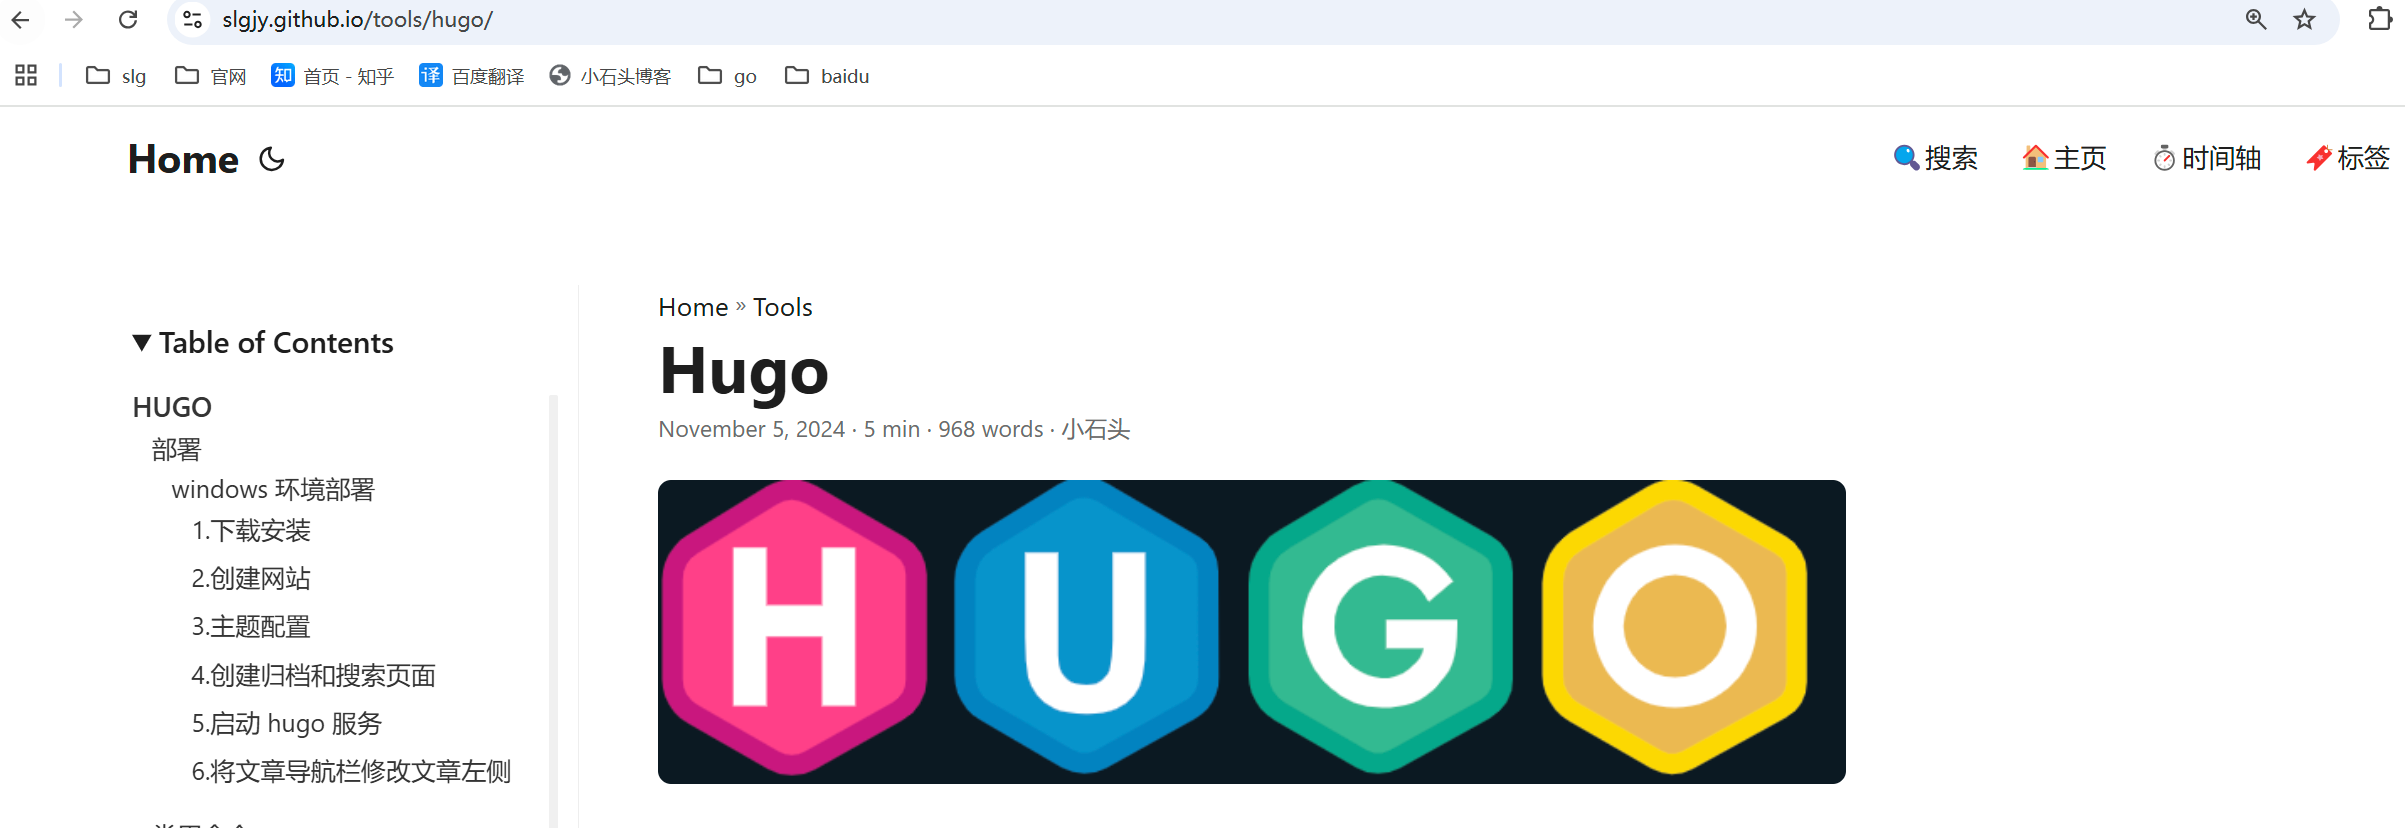 slgjy.github.io/tools/hugo/
slg 官网 知 首页 - 知乎 译 百度翻译 小石头博客 go baidu
Home 搜索 主页 时间轴 标签
Home » Tools
Hugo
November 5, 2024 · 5 min · 968 words · 小石头
HUGO
Table of Contents
HUGO
部署
windows 环境部署
1.下载安装
2.创建网站
3.主题配置
4.创建归档和搜索页面
5.启动 hugo 服务
6.将文章导航栏修改文章左侧